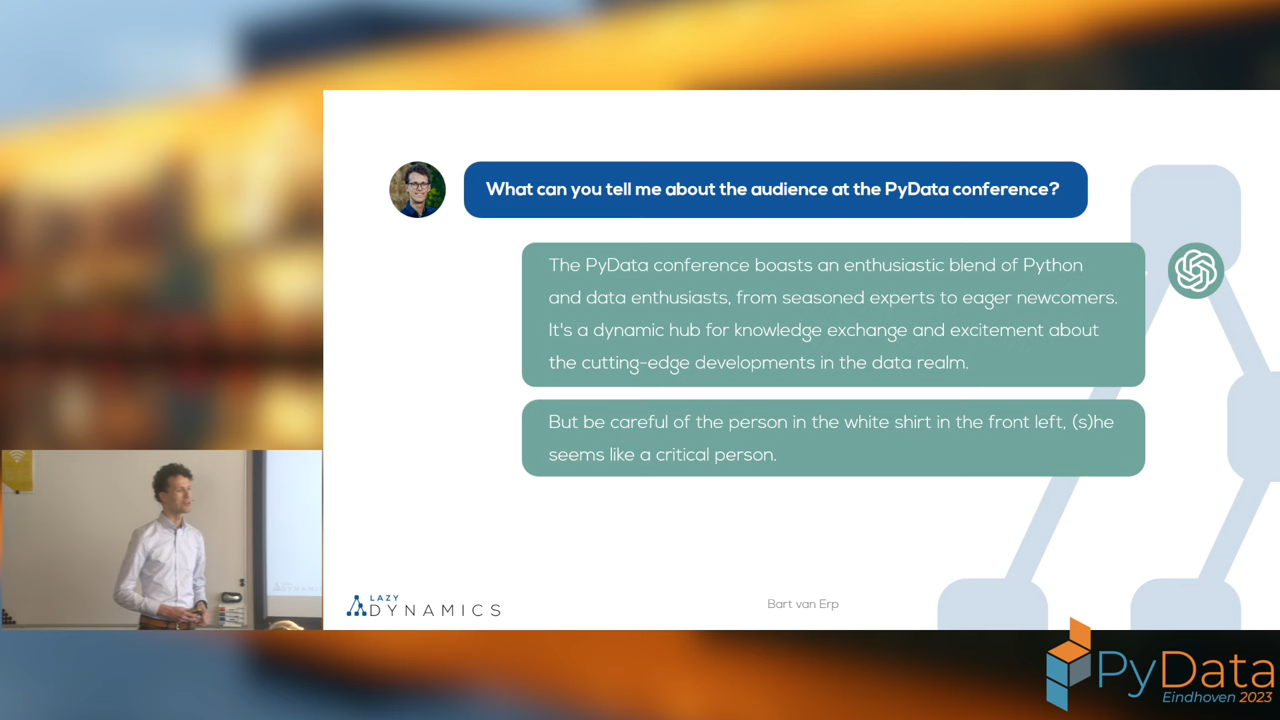 What can you tell me about the audience at the PyData conference?
The PyData conference boasts an enthusiastic blend of Python
and data enthusiasts, from seasoned experts to eager newcomers.
It's a dynamic hub for knowledge exchange and excitement about
the cutting-edge developments in the data realm.
But be careful of the person in the white shirt in the front left, (s)he
seems like a critical person.
LAZY
DYNAMICS
Bart van Erp
PyData
Eindhoven 2023